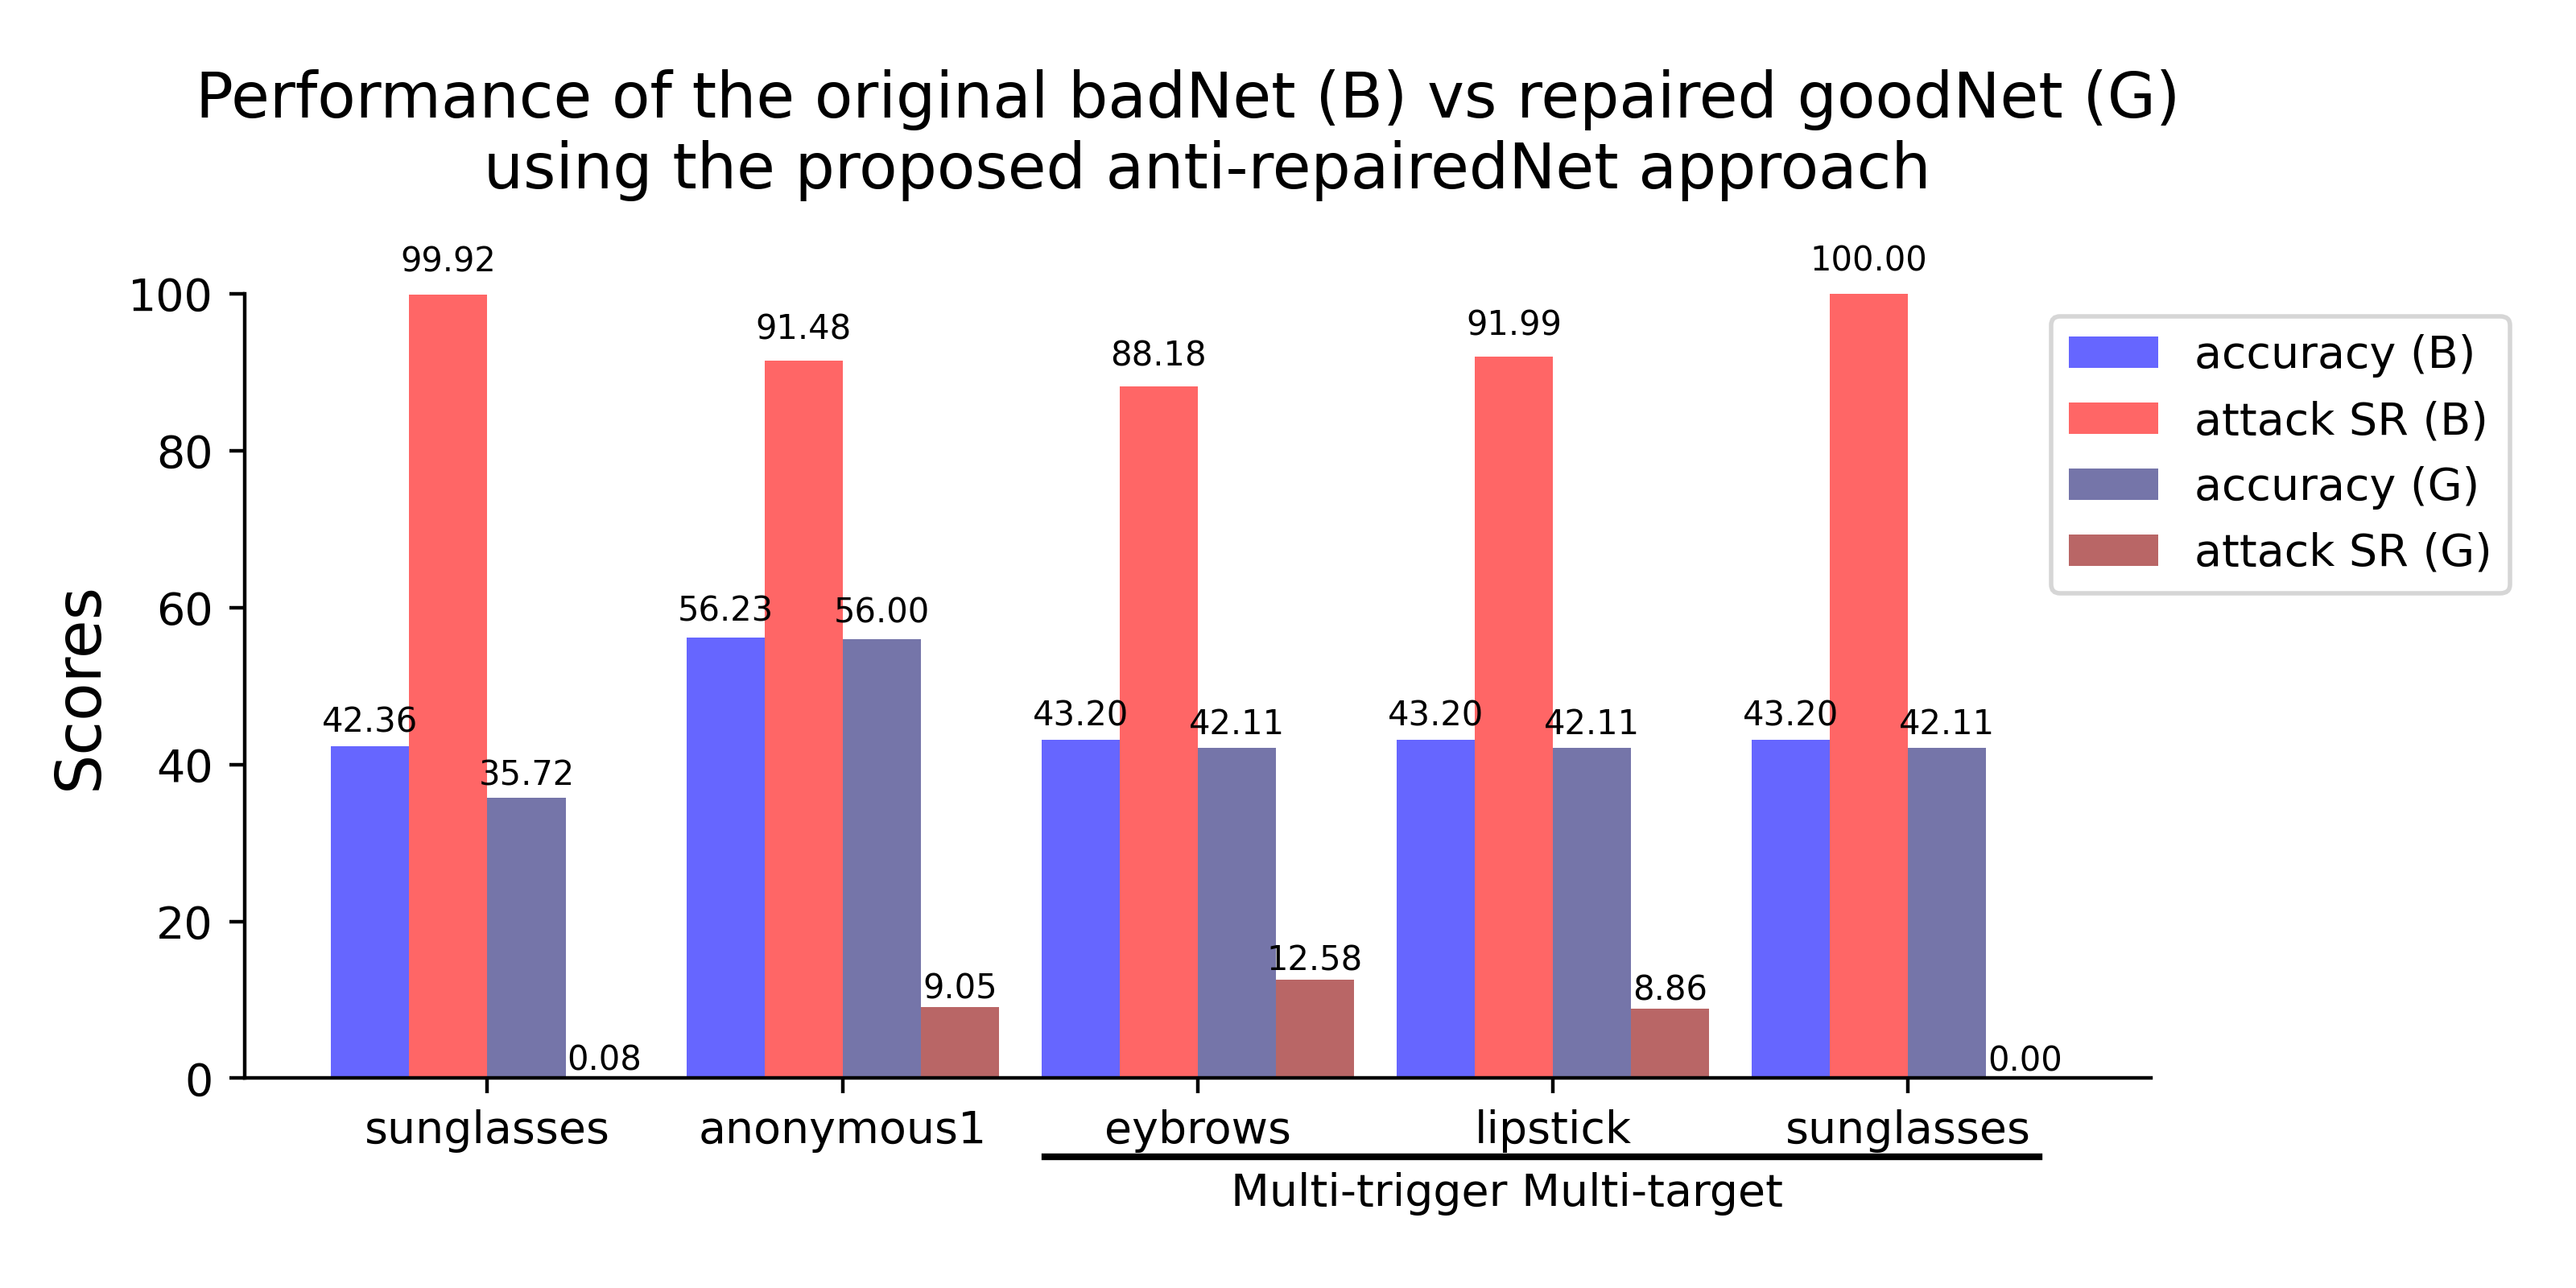 Performance of the original badNet (B) vs repaired goodNet (G)
using the proposed anti-repairedNet approach
Scores
100
80
60
40
20
0
42.36
99.92
35.72
0.08
56.23
91.48
56.00
9.05
43.20
88.18
42.11
12.58
43.20
91.99
42.11
8.86
43.20
100.00
42.11
0.00
accuracy (B)
attack SR (B)
accuracy (G)
attack SR (G)
sunglasses
anonymous1
eybrows
lipstick
sunglasses
Multi-trigger Multi-target